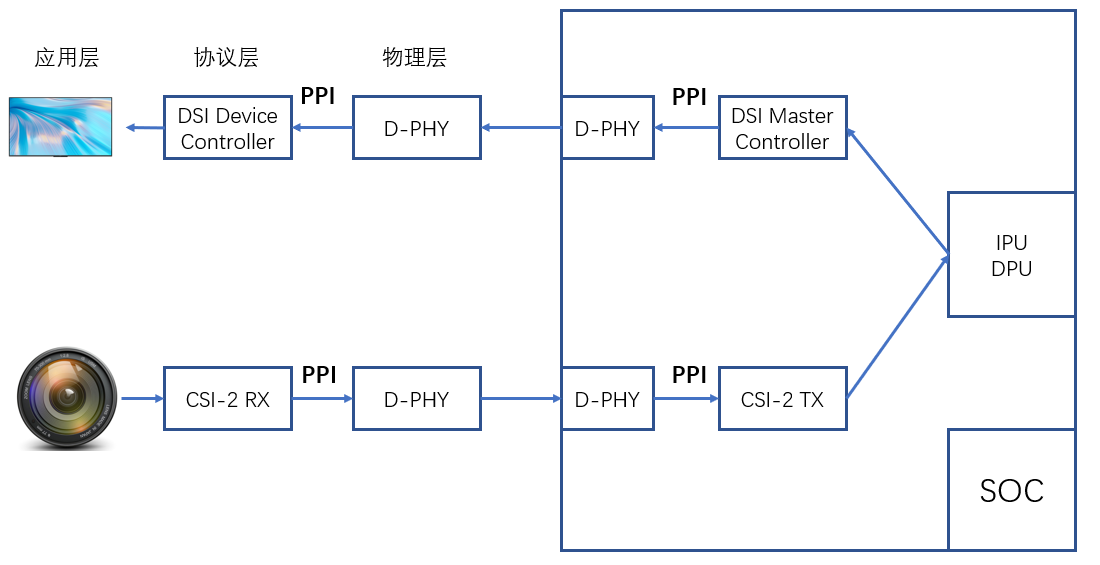 应用层
协议层
物理层
DSI Device
Controller
PPI
D-PHY
D-PHY
PPI
DSI Master
Controller
IPU
DPU
CSI-2 RX
PPI
D-PHY
D-PHY
PPI
CSI-2 TX
SOC